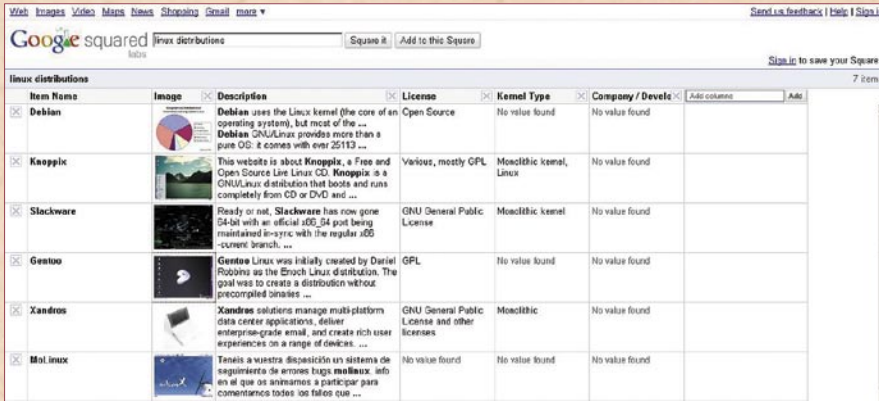 Web Images Video Maps News Shopping Gmail more ▼
Send us feedback | Help | Sign i
Google squared labs
linux distributions
Square it
Add to this Square
Sign in to save your Square
linux distributions
7 item
Item Name Image Description License Kernel Type Company / Develo Add columns Add
Debian
Debian uses the Linux kernel (the core of an
operating system), but most of the ...
Debian GNU/Linux provides more than a
pure OS: it comes with over 25113 ...
Open Source
No value found
No value found
Knoppix
This website is about Knoppix, a Free and
Open Source Live Linux CD. Knoppix is a
GNU/Linux distribution that boots and runs
completely from CD or DVD and ...
Various, mostly GPL
Monolithic kernel,
Linux
No value found
Slackware
Ready or not, Slackware has now gone
64-bit with an official x86_64 port being
maintained in-sync with the regular x86
-current branch. ...
GNU General Public
License
Monolithic kernel
No value found
Gentoo
Gentoo Linux was initially created by Daniel
Robbins as the Enoch Linux distribution. The
goal was to create a distribution without
precompiled binaries ...
GPL
No value found
No value found
Xandros
Xandros solutions manage multi-platform
data center applications, deliver
enterprise-grade email, and create rich user
experiences on a range of devices. ...
GNU General Public
License and other
licenses
Monolithic
No value found
MoLinux
Teneis a vuestra disposición un sistema de
seguimiento de errores bugs.molinux.info
en el que os animamos a participar para
comentarnos todos los fallos que ...
No value found
No value found
No value found